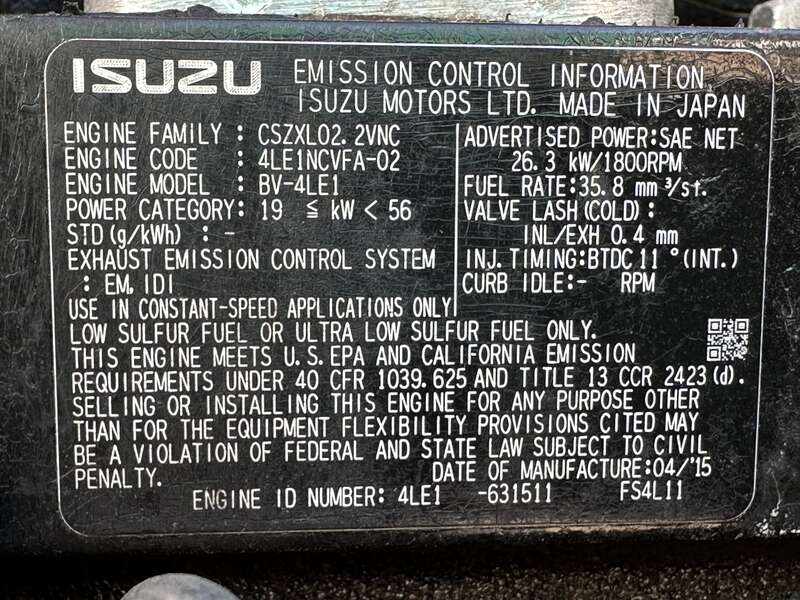 ISUZU EMISSION CONTROL INFORMATION
ISUZU MOTORS LTD. MADE IN JAPAN
ENGINE FAMILY : CSZXL02.2VNC
ENGINE CODE : 4LE1NCVFA-02
ENGINE MODEL : BV-4LE1
POWER CATEGORY: 19 ≦ kW < 56
STD (g/kWh) : -
EXHAUST EMISSION CONTROL SYSTEM
: EM, IDI
USE IN CONSTANT-SPEED APPLICATIONS ONLY
ADVERTISED POWER:SAE NET
26.3 kW/1800RPM
FUEL RATE:35.8 mm³/st.
VALVE LASH (COLD) :
INL/EXH 0.4 mm
INJ. TIMING:BTDC 11 °(INT.)
CURB IDLE:- RPM
LOW SULFUR FUEL OR ULTRA LOW SULFUR FUEL ONLY.
THIS ENGINE MEETS U.S. EPA AND CALIFORNIA EMISSION
REQUIREMENTS UNDER 40 CFR 1039.625 AND TITLE 13 CCR 2423 (d).
SELLING OR INSTALLING THIS ENGINE FOR ANY PURPOSE OTHER
THAN FOR THE EQUIPMENT FLEXIBILITY PROVISIONS CITED MAY
BE A VIOLATION OF FEDERAL AND STATE LAW SUBJECT TO CIVIL
PENALTY. DATE OF MANUFACTURE:04/'15
ENGINE ID NUMBER: 4LE1 -631511 FS4L11